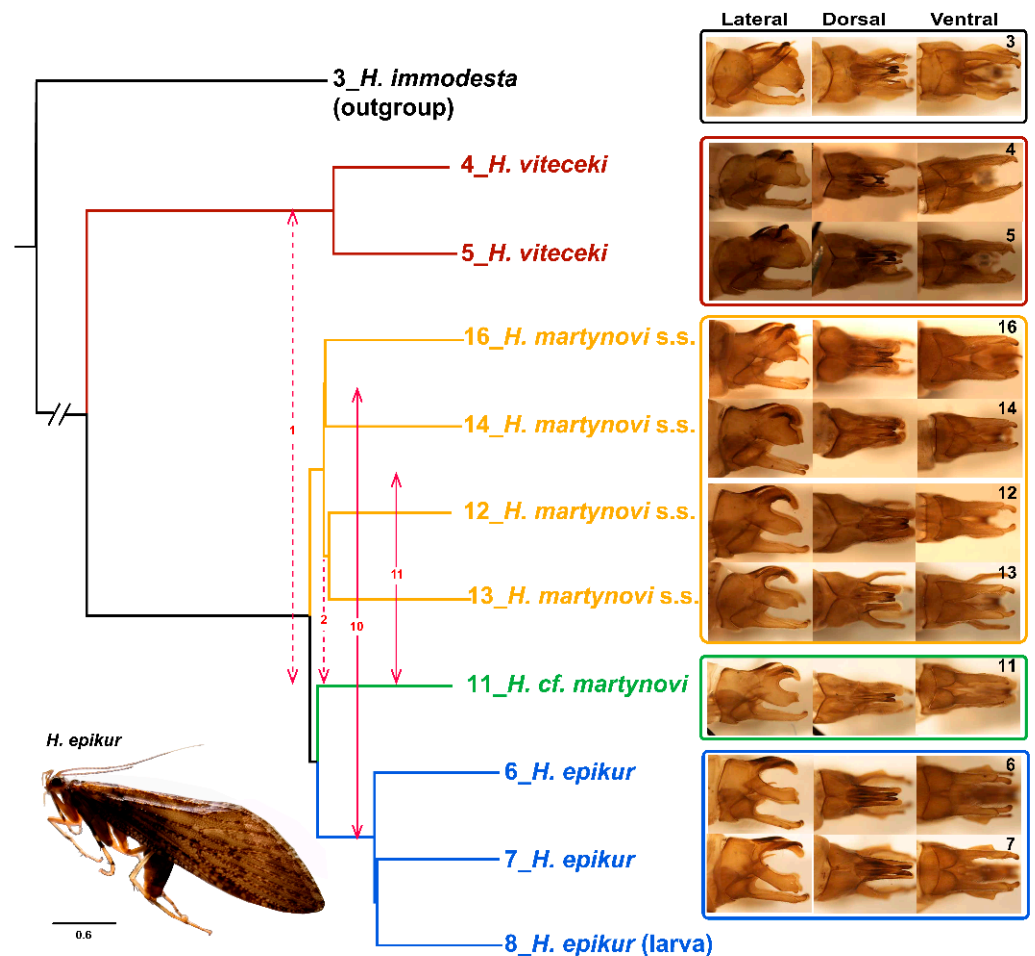 Lateral Dorsal Ventral
3
3_H. immodesta
(outgroup)
4
4_H. viteceki
5
5_H. viteceki
16
16_H. martynovi s.s.
14
14_H. martynovi s.s.
12
12_H. martynovi s.s.
13
13_H. martynovi s.s.
1
11
2
10
11
11_H. cf. martynovi
H. epikur
6
6_H. epikur
7
7_H. epikur
8_H. epikur (larva)
0.6